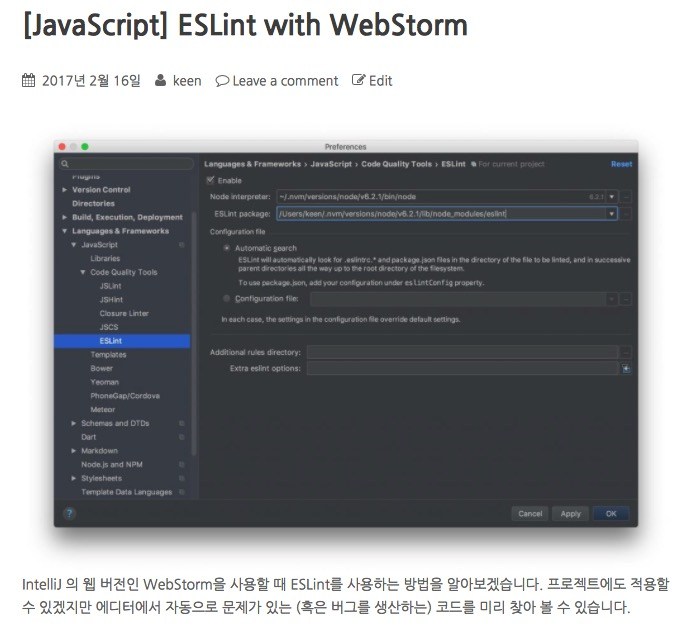 [JavaScript] ESLint with WebStorm
2017년 2월 16일 keen Leave a comment Edit
Preferences
Languages & Frameworks › JavaScript › Code Quality Tools › ESLint For current project Reset
Plugins
Enable
Version Control
Node interpreter: ~/.nvm/versions/node/v6.2.1/bin/node 6.2.1
Directories
ESLint package: /Users/keen/.nvm/versions/node/v6.2.1/lib/node_modules/eslint
Build, Execution, Deployment
Languages & Frameworks
Configuration file
JavaScript
Automatic search
Libraries
ESLint will automatically look for .eslintrc.* and package.json files in the directory of the file to be linted, and in successive
parent directories all the way up to the root directory of the filesystem.
Code Quality Tools
To use package.json, add your configuration under eslintConfig property.
JSLint
JSHint
Configuration file:
Closure Linter
In each case, the settings in the configuration file override default settings.
JSCS
ESLint
Templates
Additional rules directory:
Bower
Extra eslint options:
Yeoman
PhoneGap/Cordova
Meteor
Schemas and DTDs
Dart
Markdown
Node.js and NPM
Stylesheets
Template Data Languages
? Cancel Apply OK
IntelliJ 의 웹 버전인 WebStorm을 사용할 때 ESLint를 사용하는 방법을 알아보겠습니다. 프로젝트에도 적용할
수 있겠지만 에디터에서 자동으로 문제가 있는 (혹은 버그를 생산하는) 코드를 미리 찾아 볼 수 있습니다.